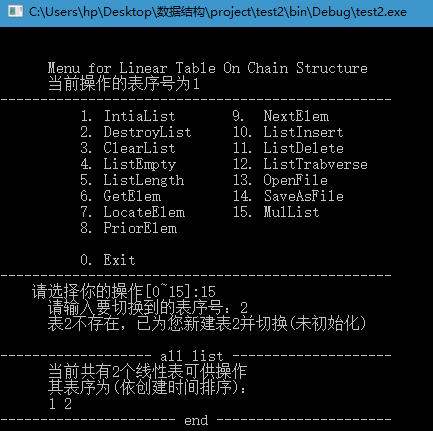 C:\Users\hp\Desktop\数据结构\project\test2\bin\Debug\test2.exe
Menu for Linear Table On Chain Structure
当前操作的表序号为1
-------------------------------------------------
1. IntiaList 9. NextElem
2. DestroyList 10. ListInsert
3. ClearList 11. ListDelete
4. ListEmpty 12. ListTrabverse
5. ListLength 13. OpenFile
6. GetElem 14. SaveAsFile
7. LocateElem 15. MulList
8. PriorElem
0. Exit
-------------------------------------------------
请选择你的操作[0~15]:15
请输入要切换到的表序号：2
表2不存在，已为您新建表2并切换(未初始化)
------------------- all list --------------------
当前共有2个线性表可供操作
其表序为(依创建时间排序)：
1 2
--------------------- end -----------------------